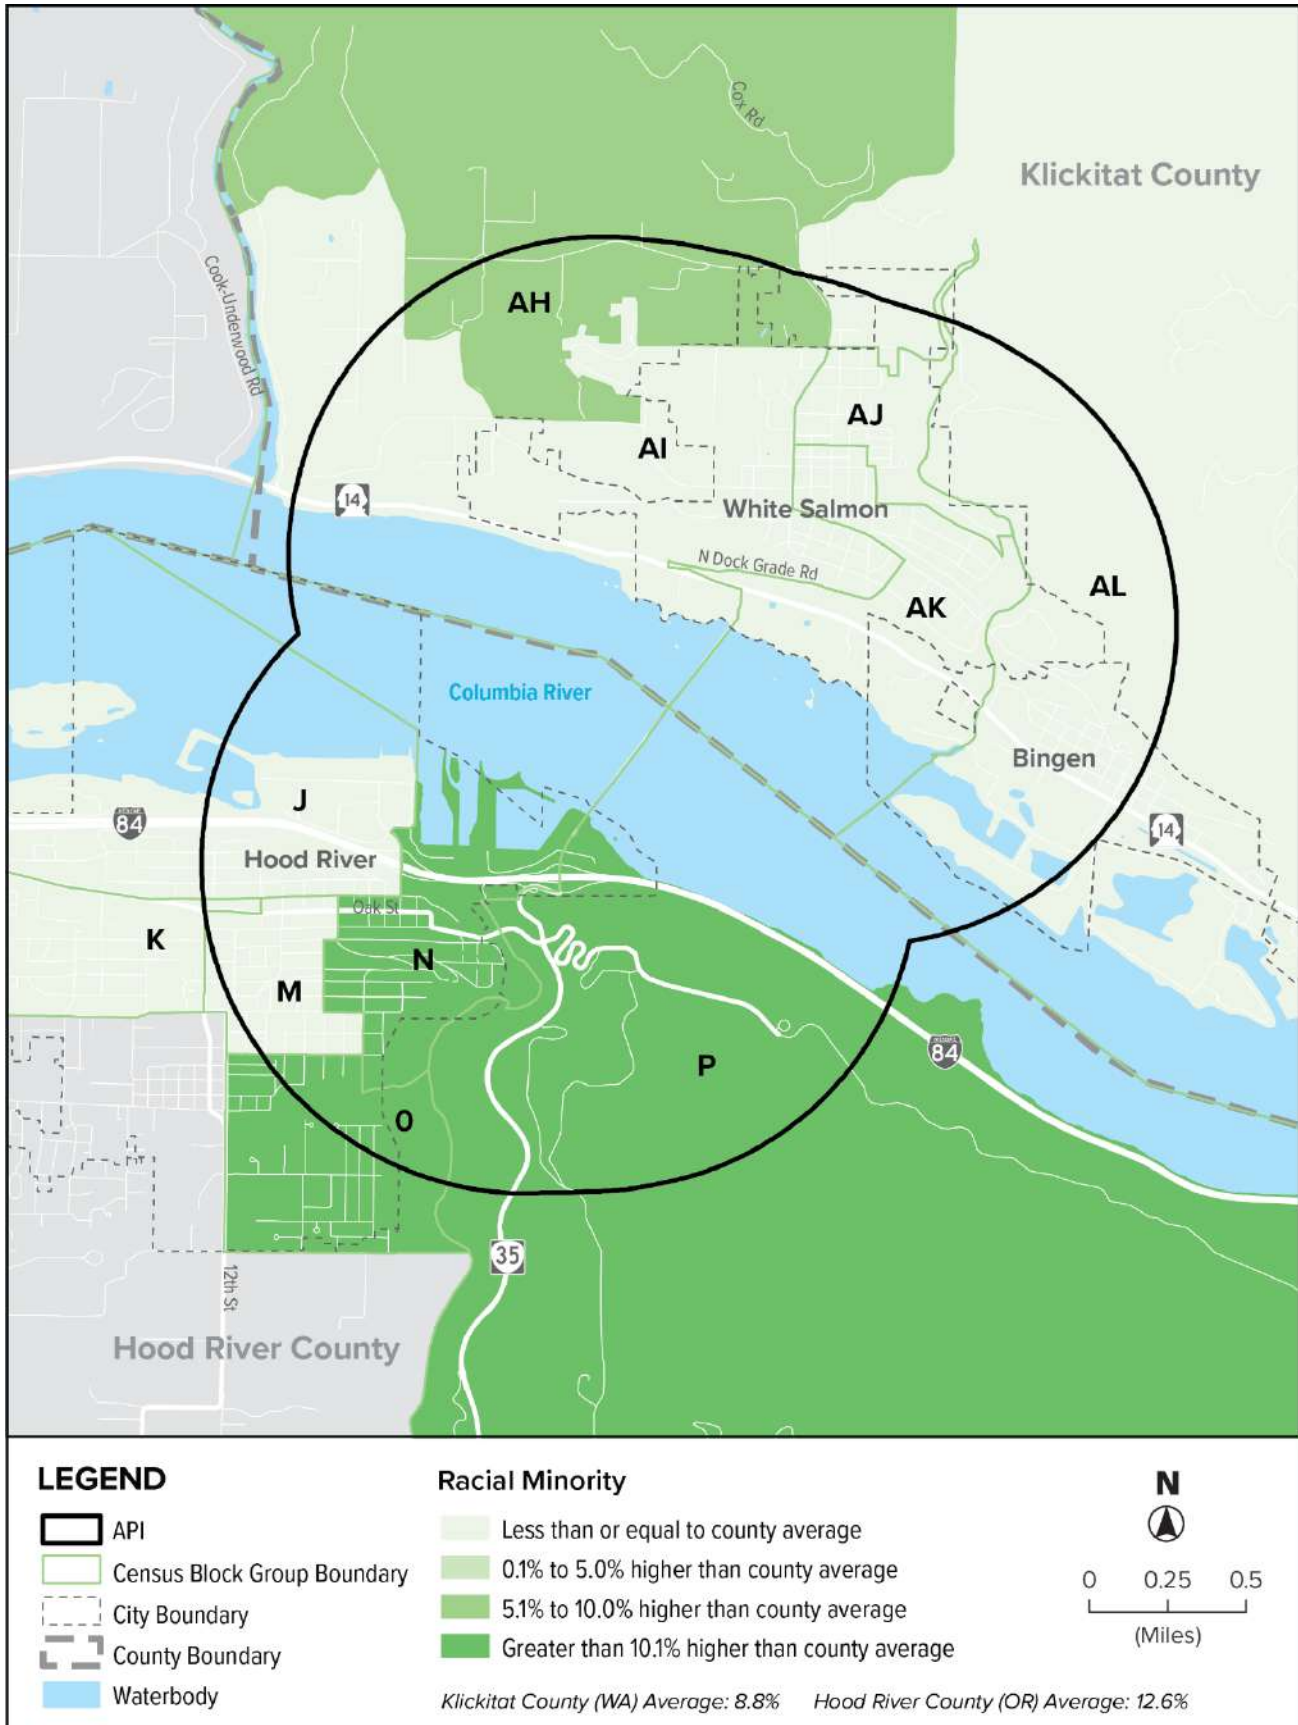 Cox Rd
Klickitat County
Cook-Underwood Rd
AH
AJ
AI
14
White Salmon
N Dock Grade Rd
AL
AK
Columbia River
Bingen
J
84
14
Hood River
Oak St
K
N
M
84
P
O
35
12th St
Hood River County
LEGEND
API
Census Block Group Boundary
City Boundary
County Boundary
Waterbody
Racial Minority
Less than or equal to county average
0.1% to 5.0% higher than county average
5.1% to 10.0% higher than county average
Greater than 10.1% higher than county average
Klickitat County (WA) Average: 8.8% Hood River County (OR) Average: 12.6%
N
0 0.25 0.5
(Miles)